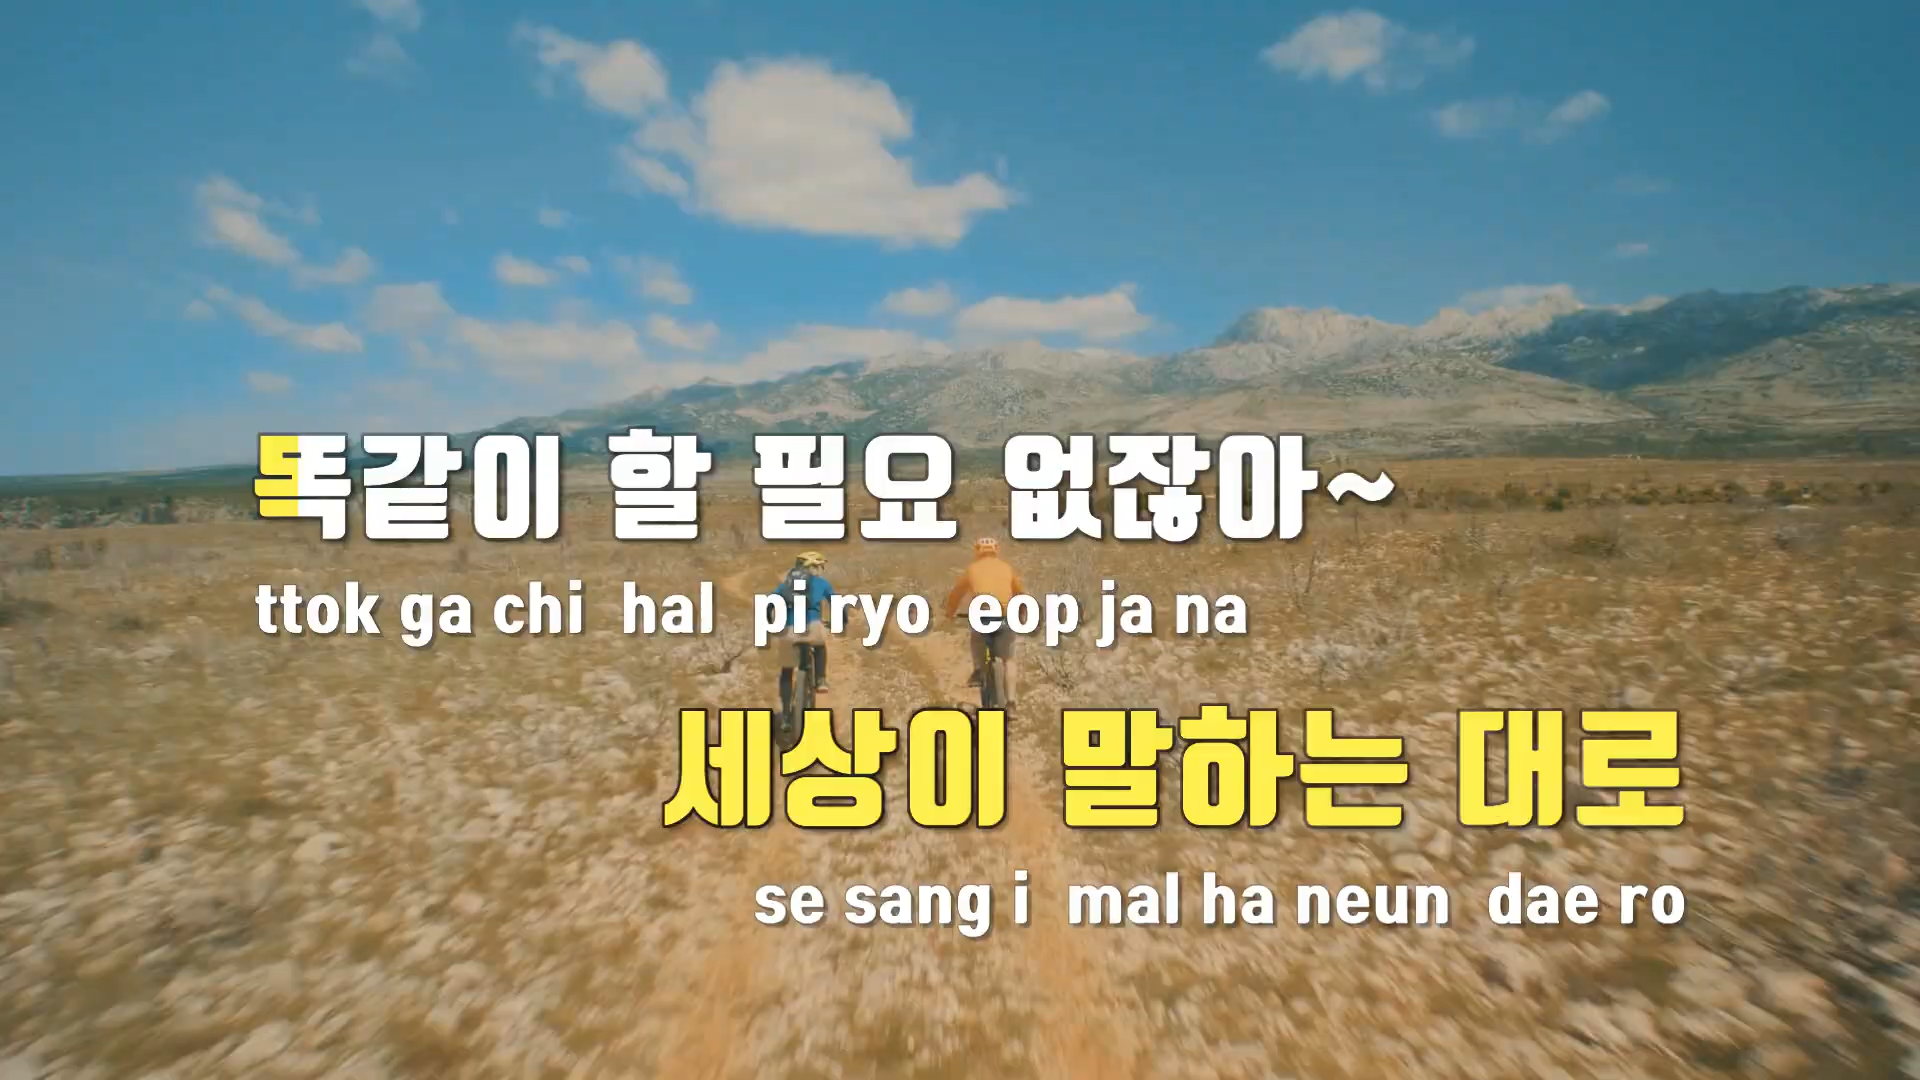 똑같이 할 필요 없잖아~
ttok ga chi hal pi ryo eop ja na
세상이 말하는 대로
se sang i mal ha neun dae ro